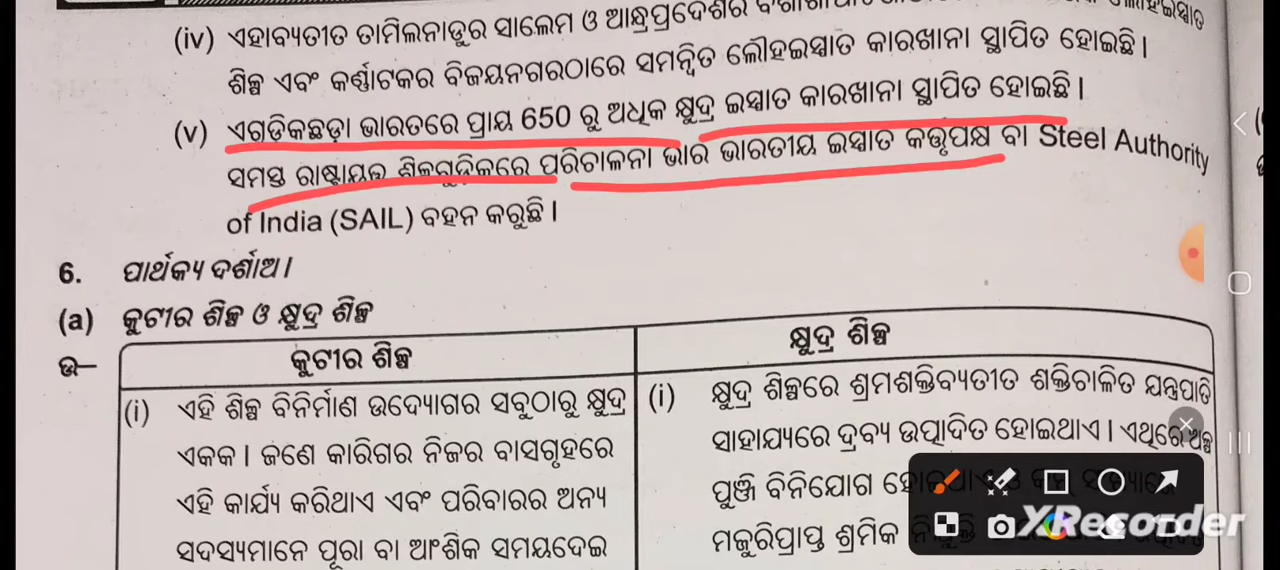 (iv) ଏହାବ୍ୟତୀତ ତାମିଲନାଡୁର ସାଲେମ ଓ ଆନ୍ଧ୍ରପ୍ରଦେଶର
ଶିଳ୍ପ ଏବଂ କର୍ଣ୍ଣାଟକର ବିଜୟନଗରଠାରେ ସମନ୍ୱିତ ଲୌହଇସ୍ପାତ କାରଖାନା ସ୍ଥାପିତ ହୋଇଛି।
(v) ଏଗୁଡ଼ିକଛଡ଼ା ଭାରତରେ ପ୍ରାୟ 650 ରୁ ଅଧିକ କ୍ଷୁଦ୍ର ଇସ୍ପାତ କାରଖାନା ସ୍ଥାପିତ ହୋଇଛି।
ସମସ୍ତ ରାଷ୍ଟ୍ରାୟତ୍ତ ଶିଳ୍ପଗୁଡ଼ିକରେ ପରିଚାଳନା ଭାର ଭାରତୀୟ ଇସ୍ପାତ କର୍ତ୍ତୃପକ୍ଷ ବା Steel Authority
of India (SAIL) ବହନ କରୁଛି।
6. ପାର୍ଥକ୍ୟ ଦର୍ଶାଅ।
(a) କୁଟୀର ଶିଳ୍ପ ଓ କ୍ଷୁଦ୍ର ଶିଳ୍ପ
ଉ—
କୁଟୀର ଶିଳ୍ପ
(i) ଏହି ଶିଳ୍ପ ବିନିର୍ମାଣ ଉଦ୍ୟୋଗର ସବୁଠାରୁ କ୍ଷୁଦ୍ର
ଏକକ। ଜଣେ କାରିଗର ନିଜର ବାସଗୃହରେ
ଏହି କାର୍ଯ୍ୟ କରିଥାଏ ଏବଂ ପରିବାରର ଅନ୍ୟ
ସଦସ୍ୟମାନେ ପୂରା ବା ଆଂଶିକ ସମୟଦେଇ
କ୍ଷୁଦ୍ର ଶିଳ୍ପ
(i) କ୍ଷୁଦ୍ର ଶିଳ୍ପରେ ଶ୍ରମଶକ୍ତିବ୍ୟତୀତ ଶକ୍ତିଚାଳିତ ଯନ୍ତ୍ରପାତି
ସାହାଯ୍ୟରେ ଦ୍ରବ୍ୟ ଉତ୍ପାଦିତ ହୋଇଥାଏ। ଏଥିରେ ଅଳ୍ପ
ପୁଞ୍ଜି ବିନିଯୋଗ
ମଜୁରିପ୍ରାପ୍ତ ଶ୍ରମିକ
XRecorder